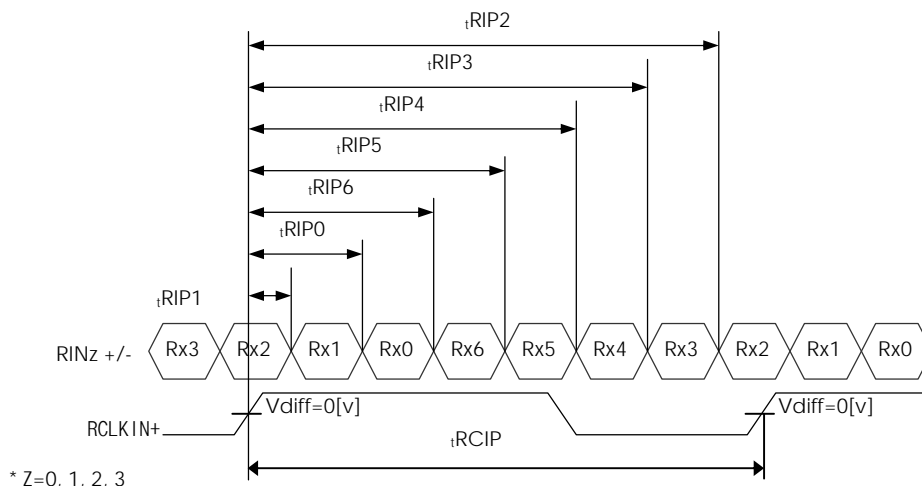 tRIP2
tRIP3
tRIP4
tRIP5
tRIP6
tRIP0
tRIP1
RINz +/- Rx3 Rx2 Rx1 Rx0 Rx6 Rx5 Rx4 Rx3 Rx2 Rx1 Rx0
Vdiff=0[v] Vdiff=0[v]
RCLKIN+
tRCIP
* Z=0, 1, 2, 3